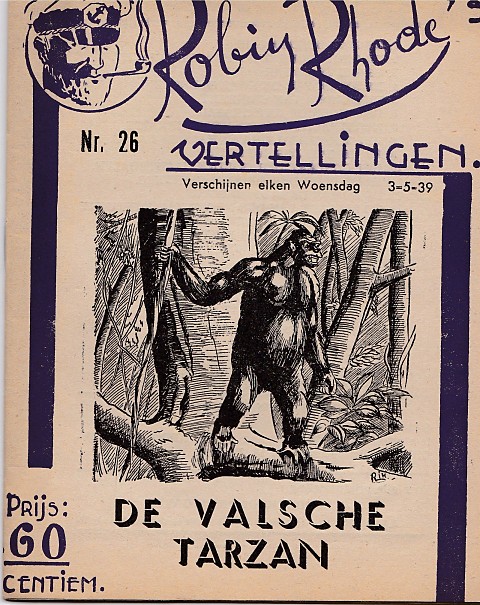 Robin Rhode's
Nr. 26
VERTELLINGEN.
Verschijnen elken Woensdag 3=5-39
DE VALSCHE
TARZAN
PRIJS:
60
CENTIEM.